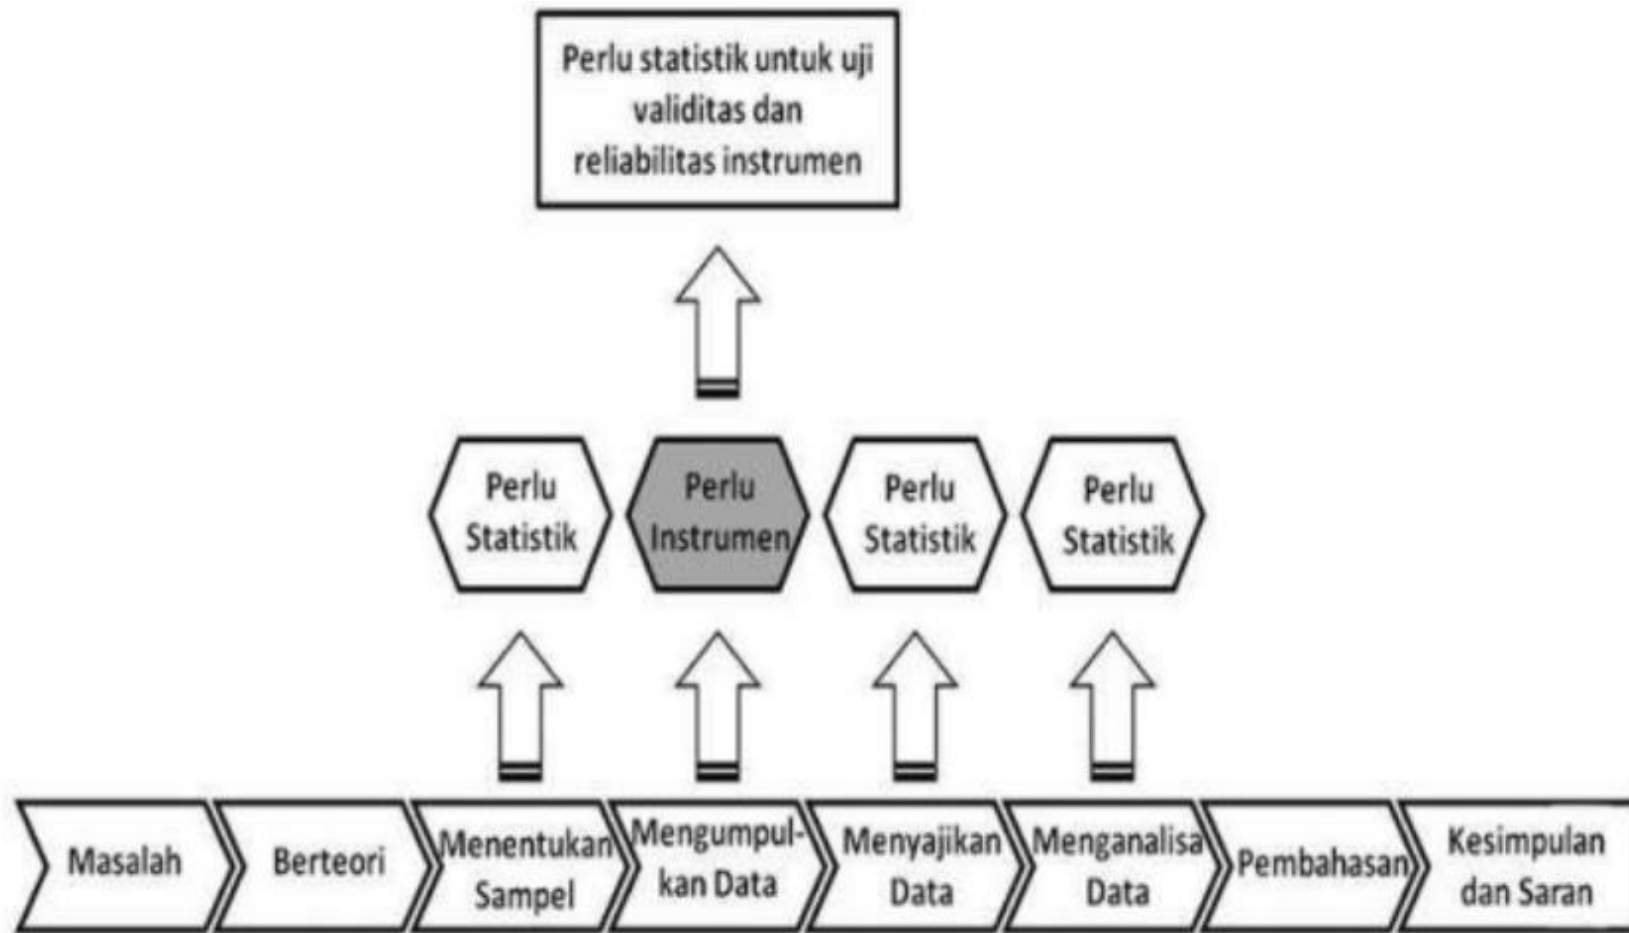 Perlu statistik untuk uji
validitas dan
reliabilitas instrumen
Perlu
Statistik
Perlu
Instrumen
Perlu
Statistik
Perlu
Statistik
Masalah
Berteori
Menentukan
Sampel
Mengumpul-
kan Data
Menyajikan
Data
Menganalisa
Data
Pembahasan
Kesimpulan
dan Saran